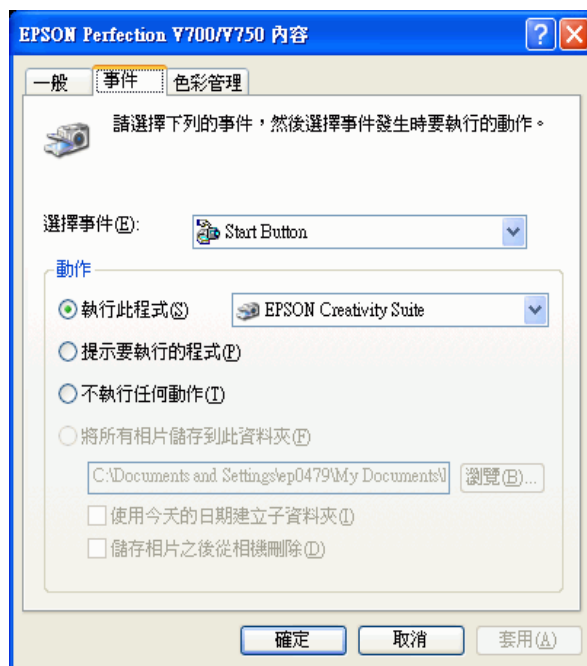 EPSON Perfection V700/V750 內容
一般 事件 色彩管理
請選擇下列的事件，然後選擇事件發生時要執行的動作。
選擇事件(E): Start Button
動作
執行此程式(S) EPSON Creativity Suite
提示要執行的程式(P)
不執行任何動作(T)
將所有相片儲存到此資料夾(F)
C:\Documents and Settings\ep0479\My Documents\I 瀏覽(B)...
使用今天的日期建立子資料夾(I)
儲存相片之後從相機刪除(D)
確定 取消 套用(A)